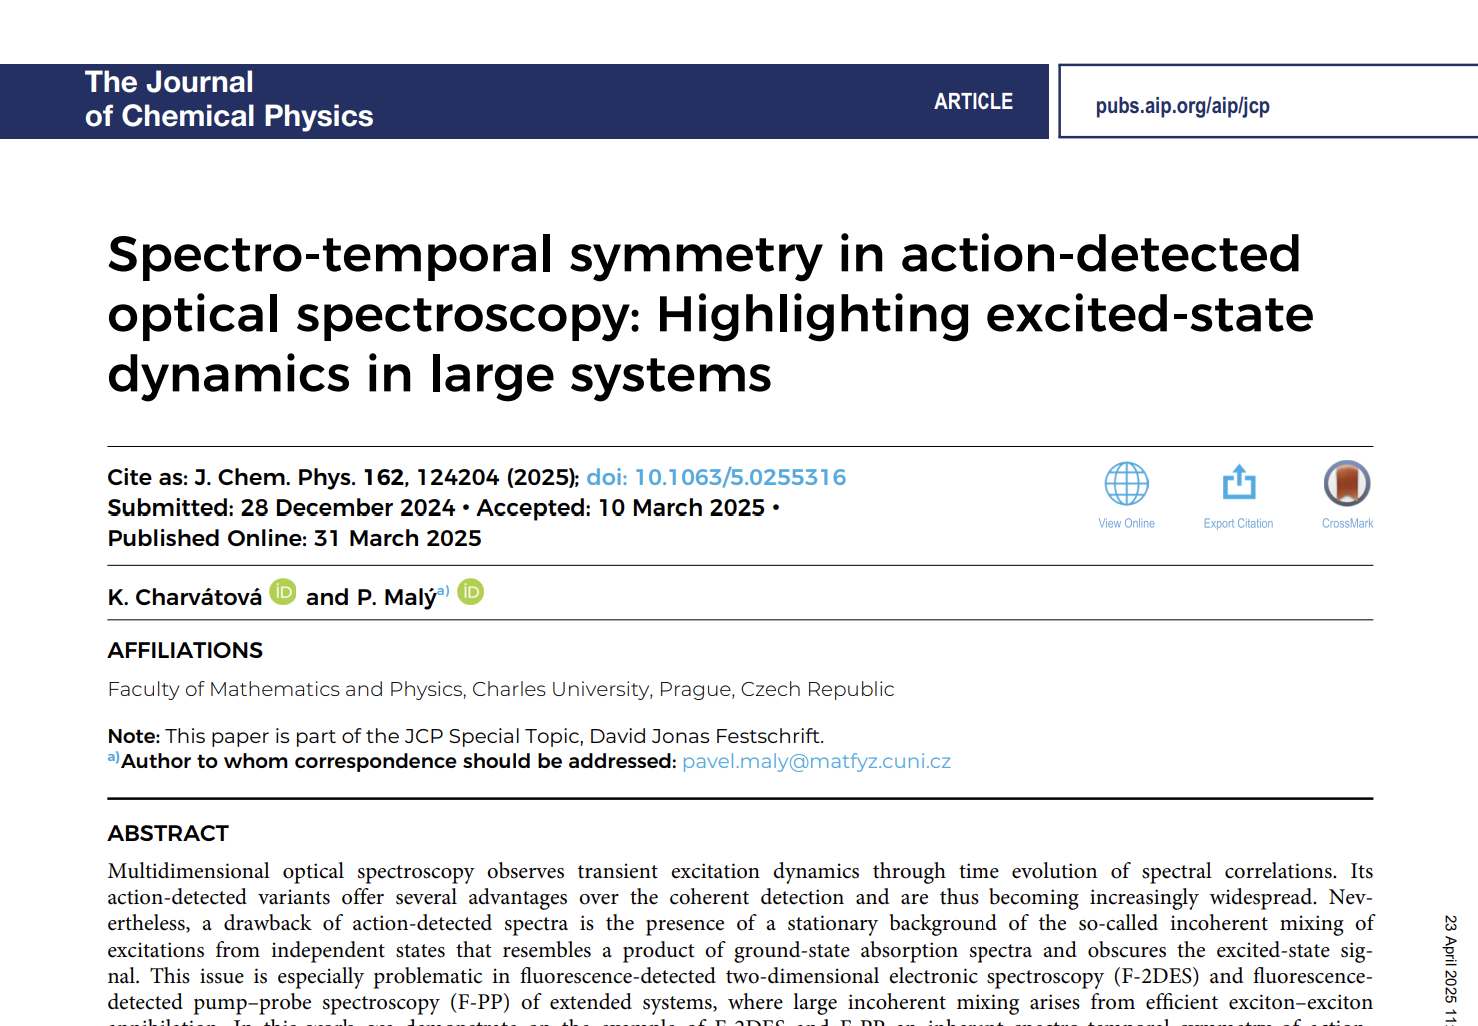 The Journal
of Chemical Physics
ARTICLE
pubs.aip.org/aip/jcp
Spectro-temporal symmetry in action-detected
optical spectroscopy: Highlighting excited-state
dynamics in large systems
Cite as: J. Chem. Phys. 162, 124204 (2025); doi: 10.1063/5.0255316
Submitted: 28 December 2024 • Accepted: 10 March 2025 •
Published Online: 31 March 2025
View Online
Export Citation
CrossMark
K. Charvátová iD and P. Malýa) iD
AFFILIATIONS
Faculty of Mathematics and Physics, Charles University, Prague, Czech Republic
Note: This paper is part of the JCP Special Topic, David Jonas Festschrift.
a)Author to whom correspondence should be addressed: pavel.maly@matfyz.cuni.cz
ABSTRACT
Multidimensional optical spectroscopy observes transient excitation dynamics through time evolution of spectral correlations. Its
action-detected variants offer several advantages over the coherent detection and are thus becoming increasingly widespread. Nev-
ertheless, a drawback of action-detected spectra is the presence of a stationary background of the so-called incoherent mixing of
excitations from independent states that resembles a product of ground-state absorption spectra and obscures the excited-state sig-
nal. This issue is especially problematic in fluorescence-detected two-dimensional electronic spectroscopy (F-2DES) and fluorescence-
detected pump–probe spectroscopy (F-PP) of extended systems, where large incoherent mixing arises from efficient exciton–exciton
23 April 2025 11: